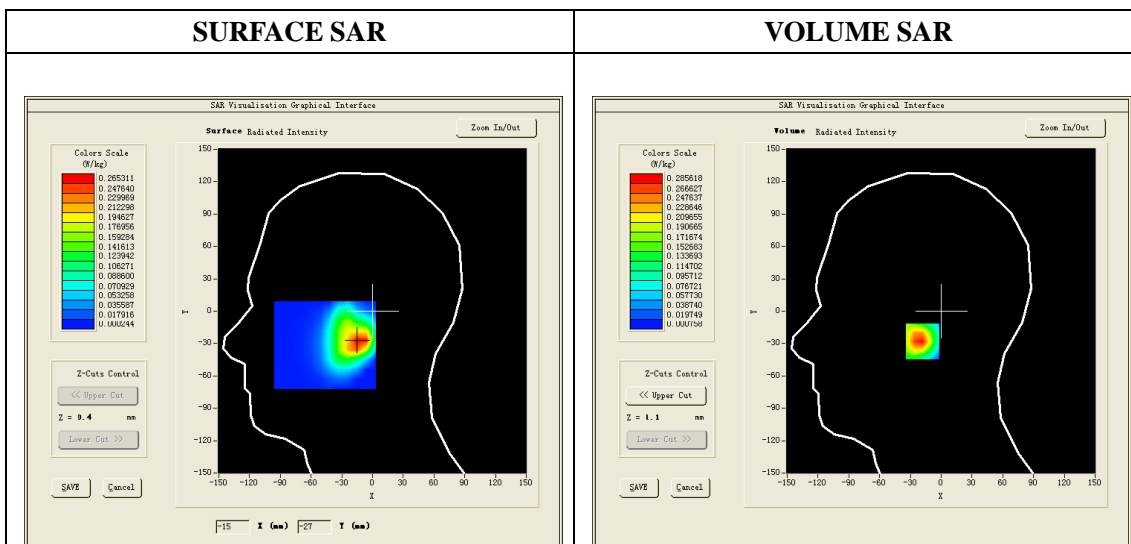 SURFACE SAR
VOLUME SAR
SAR Visualisation Graphical Interface
Surface Radiated Intensity
Zoom In/Out
Colors Scale
(W/kg)
0.265311
0.247640
0.229969
0.212298
0.194627
0.176956
0.159284
0.141613
0.123942
0.106271
0.088600
0.070929
0.053258
0.035587
0.017916
0.000244
150
120
90
60
30
0
-30
-60
-90
-120
-150
Y
-150 -120 -90 -60 -30 0 30 60 90 120 150
X
Z-Cuts Control
<< Upper Cut
Z = 0.4 mm
Lower Cut >>
SAVE Cancel
-15 X (mm) -27 Y (mm)
SAR Visualisation Graphical Interface
Volume Radiated Intensity
Zoom In/Out
Colors Scale
(W/kg)
0.285618
0.266627
0.247637
0.228646
0.209655
0.190665
0.171674
0.152683
0.133693
0.114702
0.095712
0.076721
0.057730
0.038740
0.019749
0.000758
150
120
90
60
30
0
-30
-60
-90
-120
-150
Y
-150 -120 -90 -60 -30 0 30 60 90 120 150
X
Z-Cuts Control
<< Upper Cut
Z = 1.1 mm
Lower Cut >>
SAVE Cancel